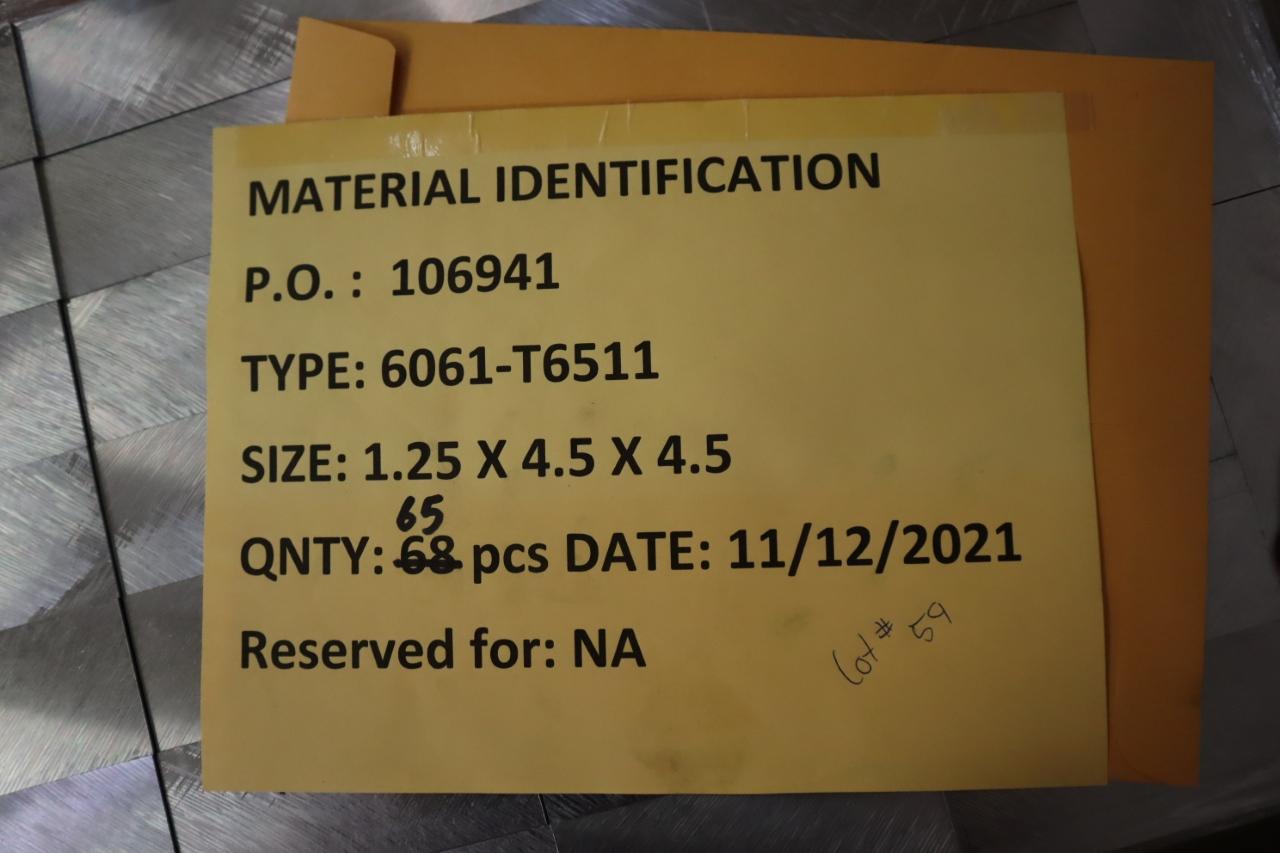 MATERIAL IDENTIFICATION
P.O. : 106941
TYPE: 6061-T6511
SIZE: 1.25 X 4.5 X 4.5
65
QNTY: 68 pcs DATE: 11/12/2021
Reserved for: NA
Lot # 59